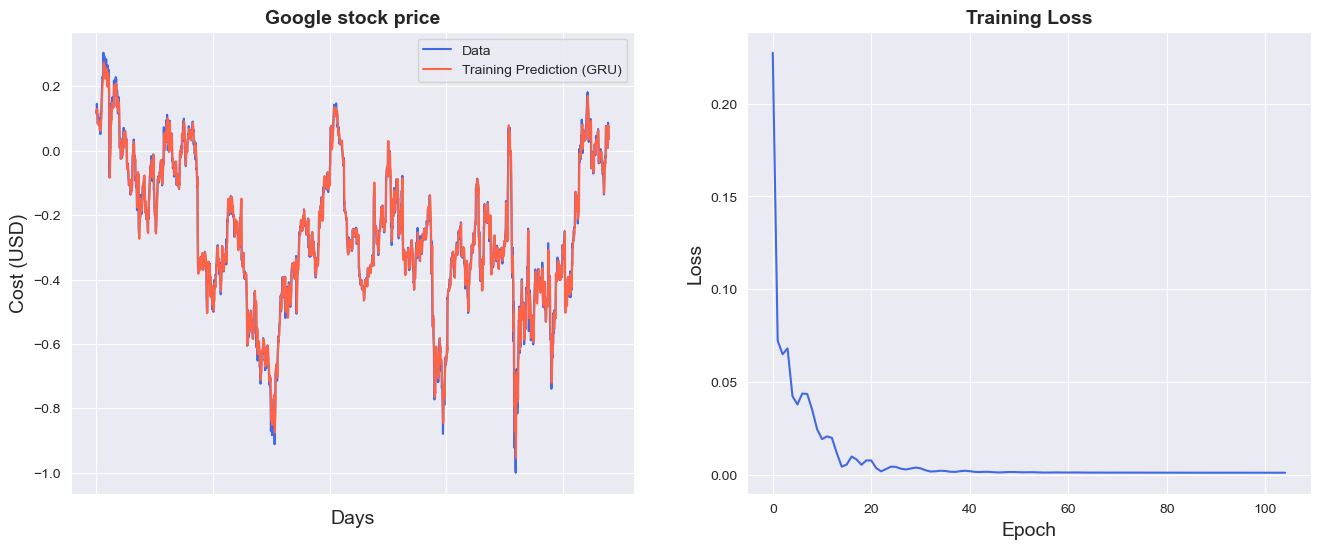 Google stock price
Data
Training Prediction (GRU)
0.2
0.0
−0.2
−0.4
−0.6
−0.8
−1.0
Cost (USD)
Days
Training Loss
0.20
0.15
0.10
0.05
0.00
Loss
0
20
40
60
80
100
Epoch